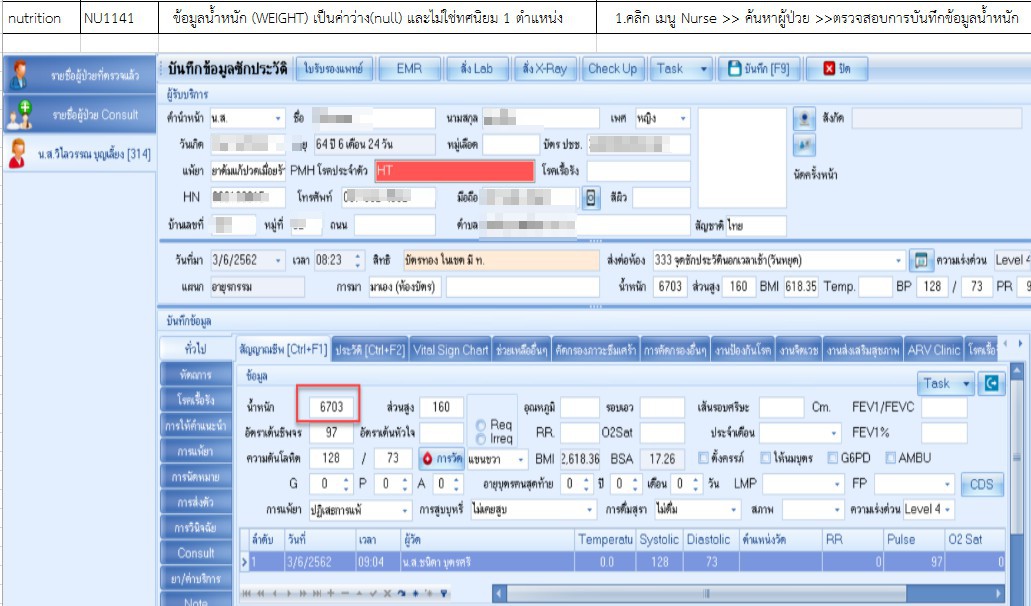 nutrition NU1141 ข้อมูลน้ำหนัก (WEIGHT) เป็นค่าว่าง(null) และไม่ใช่ทศนิยม 1 ตำแหน่ง 1.คลิก เมนู Nurse >> ค้นหาผู้ป่วย >>ตรวจสอบการบันทึกข้อมูลน้ำหนัก
รายชื่อผู้ป่วยที่ตรวจแล้ว
รายชื่อผู้ป่วย Consult
น.ส.วิไลวรรณ บุญเลี้ยง [314]
บันทึกข้อมูลซักประวัติ ใบรับรองแพทย์ EMR สั่ง Lab สั่ง X-Ray Check Up Task บันทึก [F9] ปิด
ผู้รับบริการ
คำนำหน้า น.ส. ชื่อ นามสกุล เพศ หญิง สังกัด
วันเกิด อายุ 64 ปี 6 เดือน 24 วัน หมู่เลือด บัตร ปชช.
แพ้ยา ยาคุ้มแก้ปวดเมื่อยร้า PMH โรคประจำตัว HT โรคเรื้อรัง นัดครั้งหน้า
HN โทรศัพท์ มือถือ สีผิว
บ้านเลขที่ หมู่ที่ ถนน ตำบล สัญชาติ ไทย
วันที่มา 3/6/2562 เวลา 08:23 สิทธิ บัตรทอง ในเขต มี ท. ส่งต่อห้อง 333 จุดซักประวัตินอกเวลาเช้า(วันหยุด) ความเร่งด่วน Level 4
แผนก อายุรกรรม การมา มาเอง (ห้องบัตร) น้ำหนัก 6703 ส่วนสูง 160 BMI 618.35 Temp. BP 128 / 73 PR 9
บันทึกข้อมูล
ทั่วไป สัญญาณชีพ [Ctrl+F1] ประวัติ [Ctrl+F2] Vital Sign Chart ช่วยเหลืออื่นๆ คัดกรองภาวะซึมเศร้า การคัดกรองอื่นๆ งานป้องกันโรค งานจิตเวช งานส่งเสริมสุขภาพ ARV Clinic โรคเรื้อ
หัตถการ
โรคเรื้อรัง
การให้คำแนะนำ
การแพ้ยา
การนัดหมาย
การส่งตัว
การวินิจฉัย
Consult
ยา/ค่าบริการ
Note
ข้อมูล Task
น้ำหนัก 6703 ส่วนสูง 160 Reg Irreg อุณหภูมิ รอบเอว เส้นรอบศรีษะ Cm. FEV1/FEVC
อัตราเต้นชีพจร 97 อัตราเต้นหัวใจ RR. O2Sat ประจำเดือน FEV1%
ความดันโลหิต 128 / 73 การวัด แขนขวา BMI 2,618.36 BSA 17.26 ตั้งครรภ์ ให้นมบุตร G6PD AMBU
G 0 P 0 A 0 อายุบุตรคนสุดท้าย 0 ปี 0 เดือน 0 วัน LMP FP CDS
การแพ้ยา ปฏิเสธการแพ้ การสูบบุหรี่ ไม่เคยสูบ การดื่มสุรา ไม่ดื่ม สภาพ ความเร่งด่วน Level 4
ลำดับ วันที่ เวลา ผู้วัด Temperatu Systolic Diastolic ตำแหน่งวัด RR Pulse O2 Sat
1 3/6/2562 09:04 น.ส.ชนิดา บุตรศรี 0.0 128 73 0 97 0